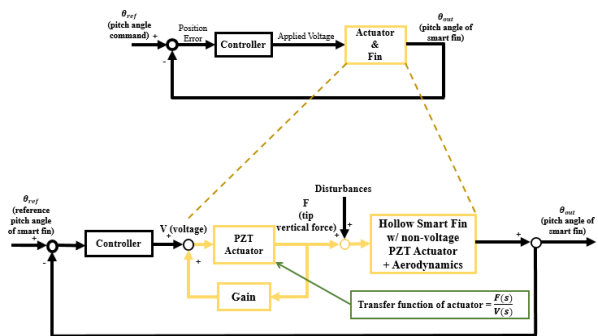 θref
(pitch angle
command)
+
-
Position
Error
Controller
Applied Voltage
Actuator
&
Fin
θout
(pitch angle of
smart fin)
θref
(reference
pitch angle
of smart fin)
+
-
Controller
V (voltage)
+
+
PZT
Actuator
Gain
F
(tip
vertical force)
Disturbances
+
+
Hollow Smart Fin
w/ non-voltage
PZT Actuator
+ Aerodynamics
+
θout
(pitch angle of
smart fin)
Transfer function of actuator = F(s)/V(s)